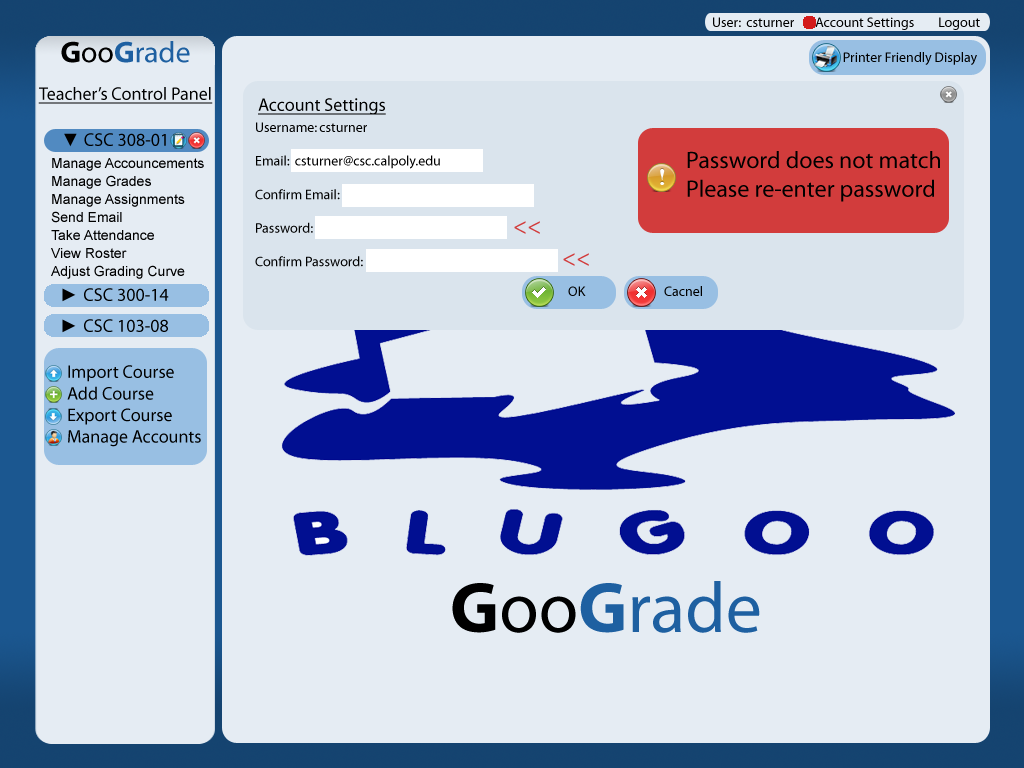 User: csturner Account Settings Logout
GooGrade
Printer Friendly Display
Teacher's Control Panel
CSC 308-01
Manage Accouncements
Manage Grades
Manage Assignments
Send Email
Take Attendance
View Roster
Adjust Grading Curve
CSC 300-14
CSC 103-08
Import Course
Add Course
Export Course
Manage Accounts
Account Settings
Username: csturner
Email: csturner@csc.calpoly.edu
Confirm Email:
Password: <<
Confirm Password: <<
Password does not match
Please re-enter password
OK
Cacnel
BLUGOO
GooGrade